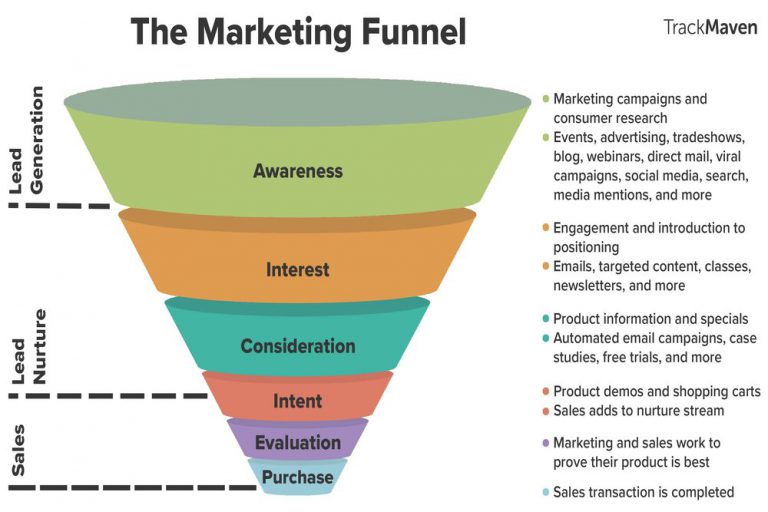 The Marketing Funnel
TrackMaven
Lead
Generation
Lead
Nurture
Sales
Awareness
Interest
Consideration
Intent
Evaluation
Purchase
Marketing campaigns and
consumer research
Events, advertising, tradeshows,
blog, webinars, direct mail, viral
campaigns, social media, search,
media mentions, and more
Engagement and introduction to
positioning
Emails, targeted content, classes,
newsletters, and more
Product information and specials
Automated email campaigns, case
studies, free trials, and more
Product demos and shopping carts
Sales adds to nurture stream
Marketing and sales work to
prove their product is best
Sales transaction is completed